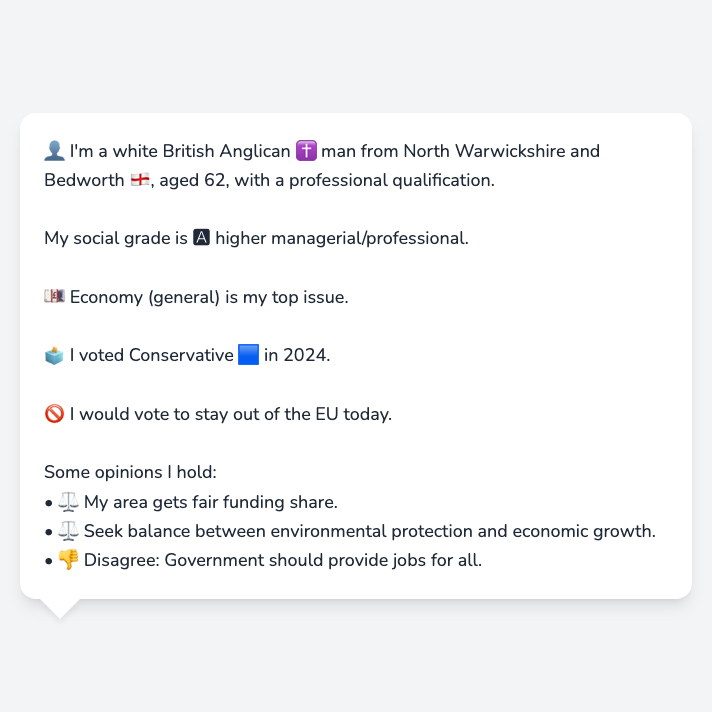 👤 I'm a white British Anglican ✝️ man from North Warwickshire and
Bedworth 🏴󠁧󠁢󠁥󠁮󠁧󠁿, aged 62, with a professional qualification.
My social grade is 🅰 higher managerial/professional.
💷 Economy (general) is my top issue.
🗳️ I voted Conservative 🟦 in 2024.
🚫 I would vote to stay out of the EU today.
Some opinions I hold:
• ⚖️ My area gets fair funding share.
• ⚖️ Seek balance between environmental protection and economic growth.
• 👎 Disagree: Government should provide jobs for all.